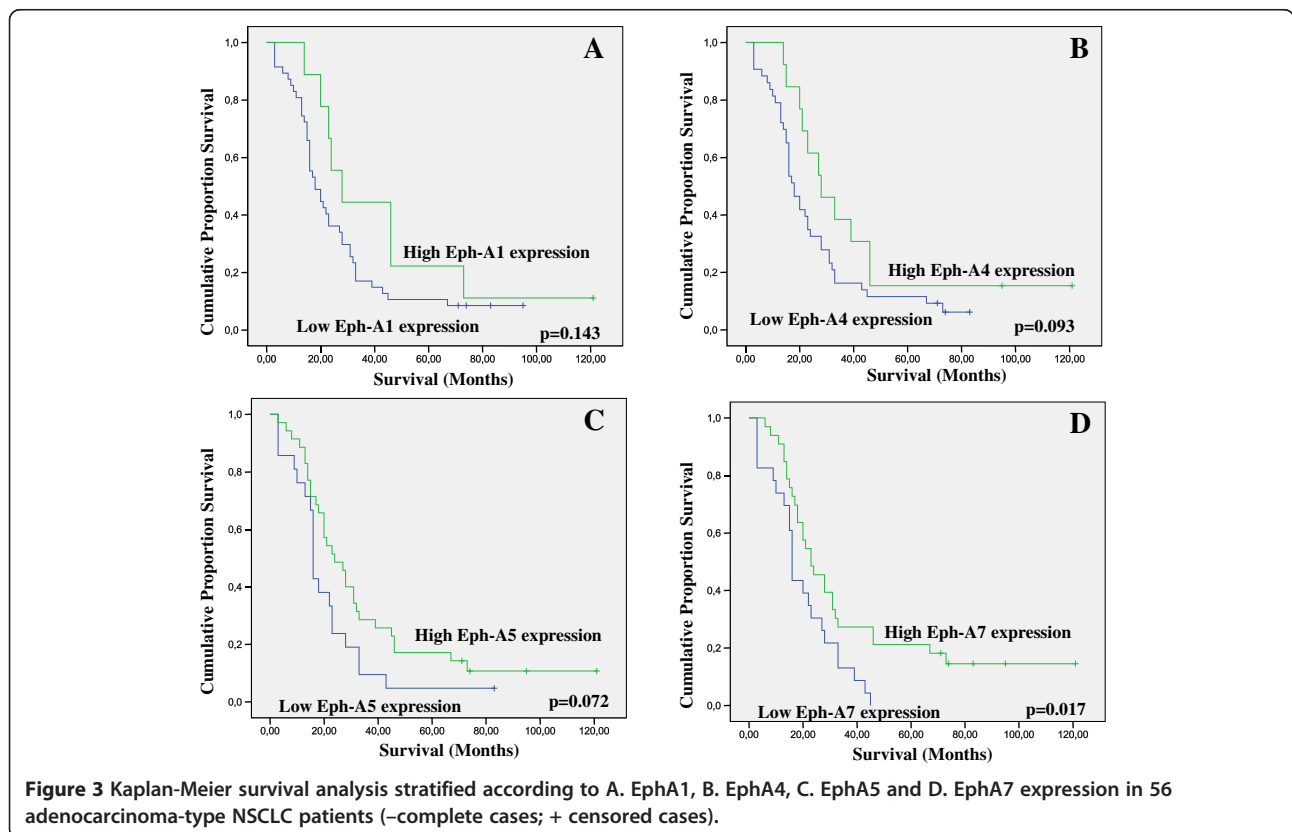 A
Cumulative Proportion Survival
1,0
0,8
0,6
0,4
0,2
0,0
High Eph-A1 expression
Low Eph-A1 expression
p=0.143
0,00 20,00 40,00 60,00 80,00 100,00 120,00
Survival (Months)
B
Cumulative Proportion Survival
1,0
0,8
0,6
0,4
0,2
0,0
High Eph-A4 expression
Low Eph-A4 expression
p=0.093
0,00 20,00 40,00 60,00 80,00 100,00 120,00
Survival (Months)
C
Cumulative Proportion Survival
1,0
0,8
0,6
0,4
0,2
0,0
High Eph-A5 expression
Low Eph-A5 expression
p=0.072
0,00 20,00 40,00 60,00 80,00 100,00 120,00
Survival (Months)
D
Cumulative Proportion Survival
1,0
0,8
0,6
0,4
0,2
0,0
High Eph-A7 expression
Low Eph-A7 expression
p=0.017
0,00 20,00 40,00 60,00 80,00 100,00 120,00
Survival (Months)
Figure 3 Kaplan-Meier survival analysis stratified according to A. EphA1, B. EphA4, C. EphA5 and D. EphA7 expression in 56
adenocarcinoma-type NSCLC patients (–complete cases; + censored cases).